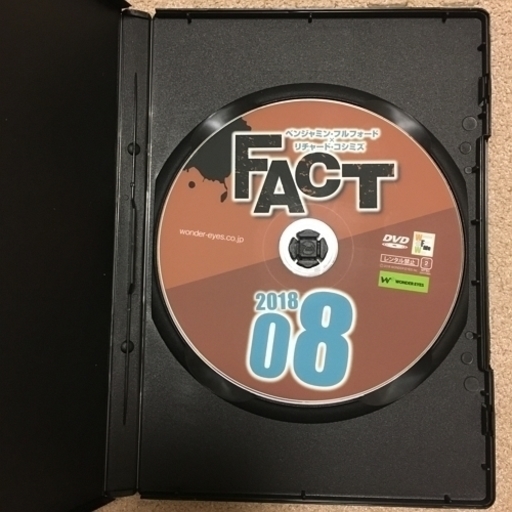 ベンジャミン・フルフォード
×
リチャード・コシミズ
FACT
wonder-eyes.co.jp
DVD
レンタル禁止
2
WONDER-EYES
2018
08